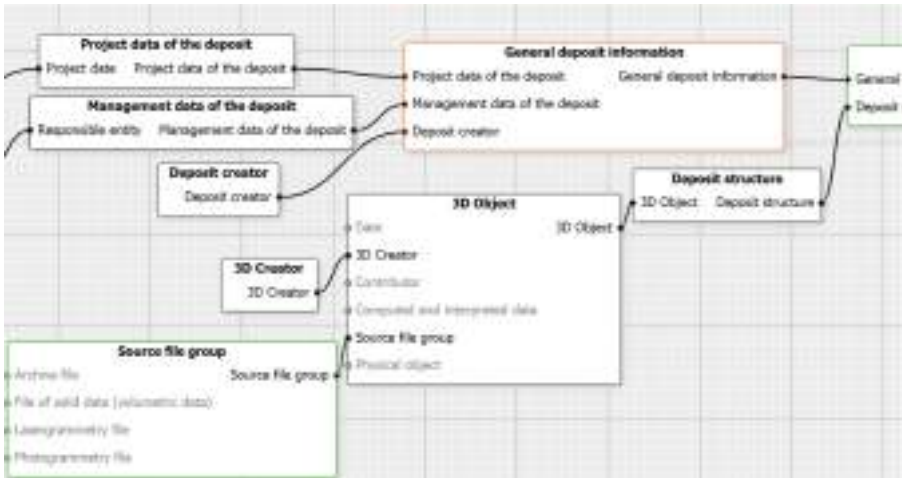 Project data of the deposit
Project date Project data of the deposit
Management data of the deposit
Responsible entity Management data of the deposit
Deposit creator
Deposit creator
General deposit information
Project data of the deposit General deposit information
Management data of the deposit
Deposit creator
General
Deposit
Deposit structure
3D Object Deposit structure
3D Object
Date 3D Object
3D Creator
Contributor
Computed and interpreted data
Source file group
Physical object
3D Creator
3D Creator
Source file group
Archive file Source file group
File of solid data (volumetric data)
Lasergrammetry file
Photogrammetry file